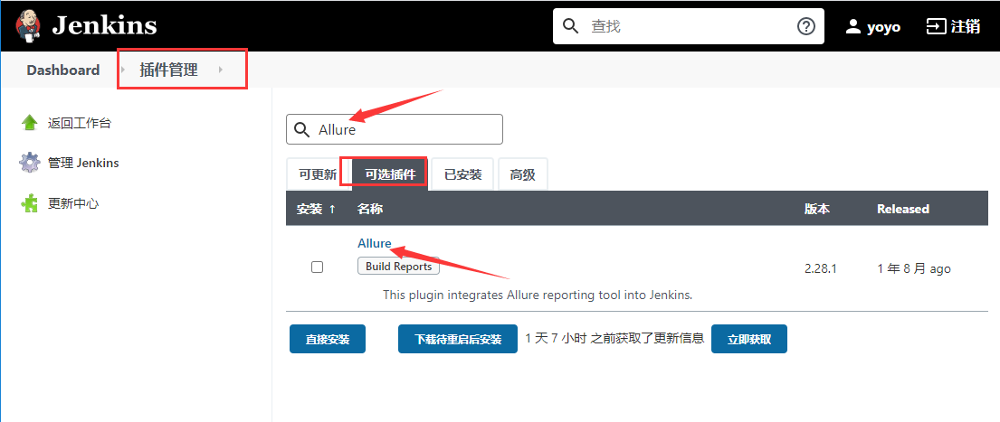 Jenkins
查找
yoyo
注销
Dashboard
插件管理
返回工作台
管理 Jenkins
更新中心
Allure
可更新 可选插件 已安装 高级
安装 ↑ 名称 版本 Released
Allure
Build Reports
2.28.1 1 年 8 月 ago
This plugin integrates Allure reporting tool into Jenkins.
直接安装 下载待重启后安装 1 天 7 小时 之前获取了更新信息 立即获取